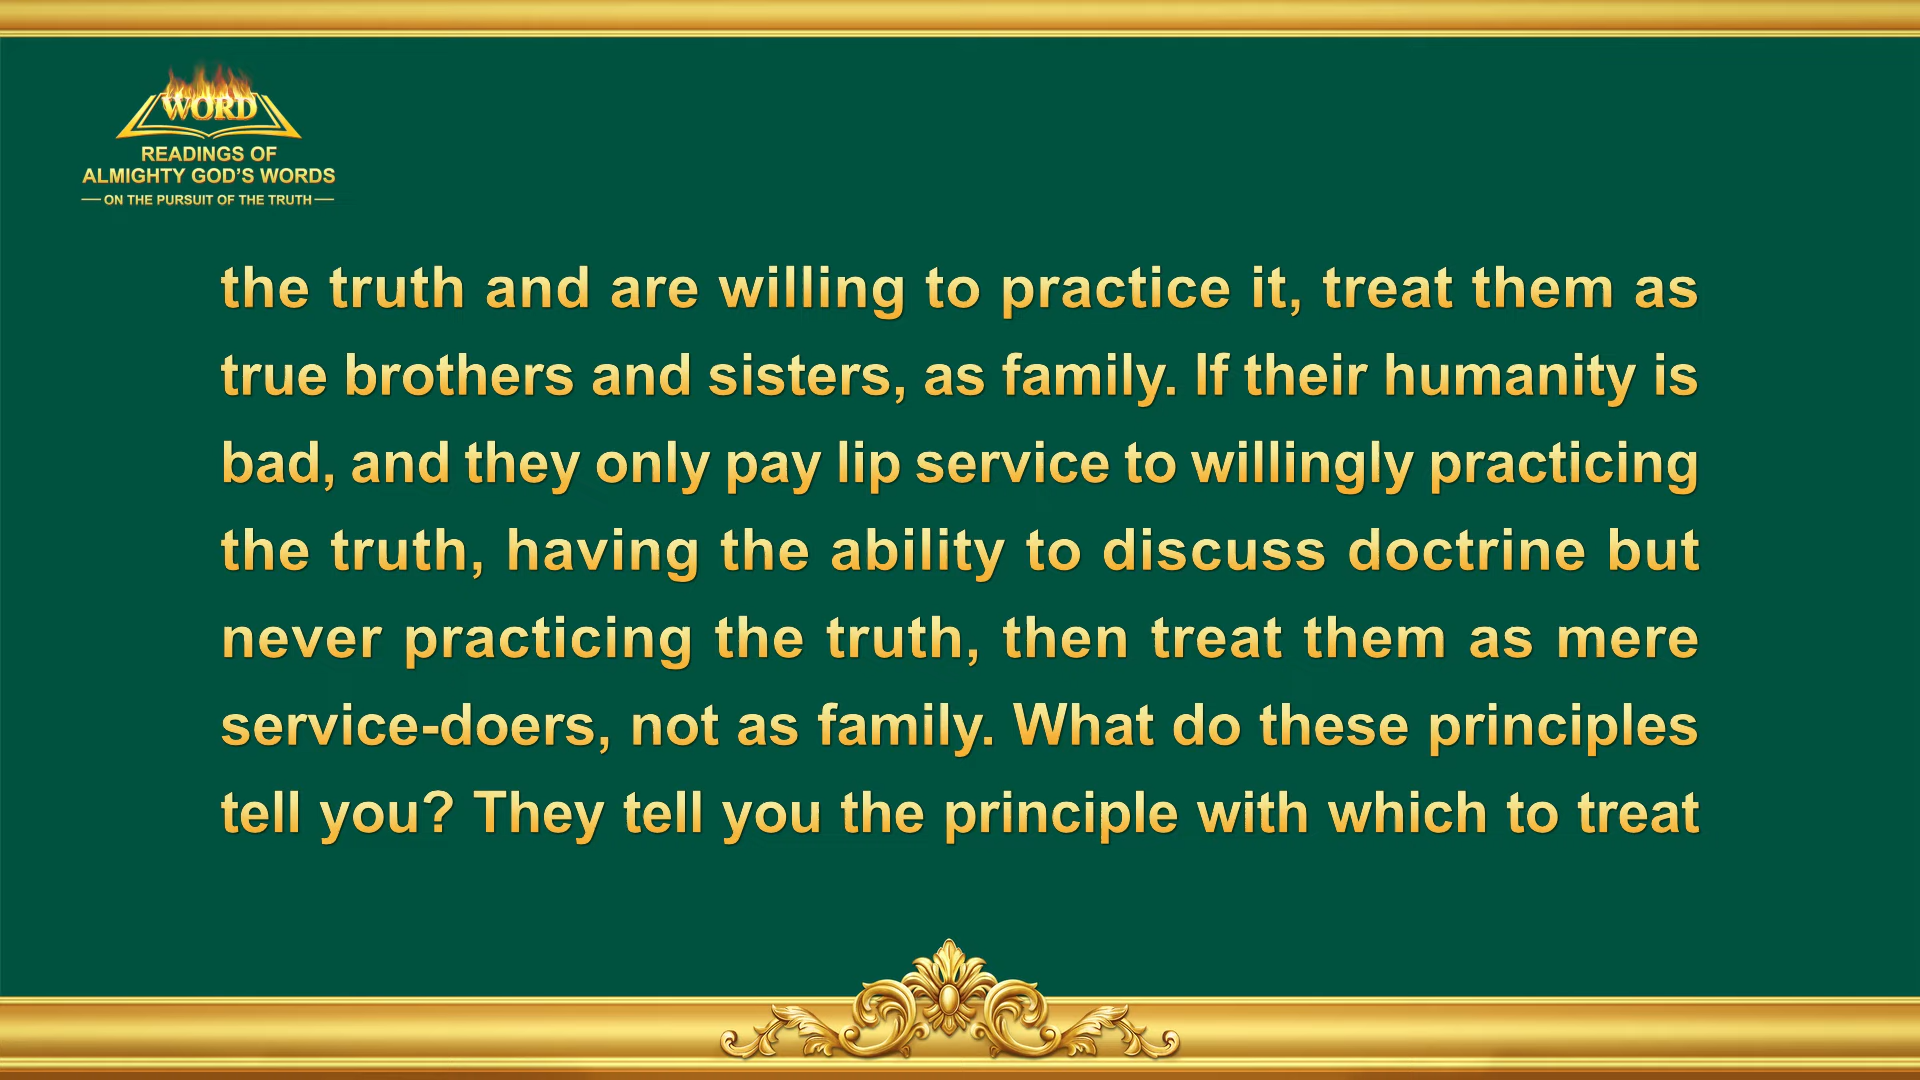 WORD
READINGS OF
ALMIGHTY GOD'S WORDS
— ON THE PURSUIT OF THE TRUTH —
the truth and are willing to practice it, treat them as
true brothers and sisters, as family. If their humanity is
bad, and they only pay lip service to willingly practicing
the truth, having the ability to discuss doctrine but
never practicing the truth, then treat them as mere
service-doers, not as family. What do these principles
tell you? They tell you the principle with which to treat